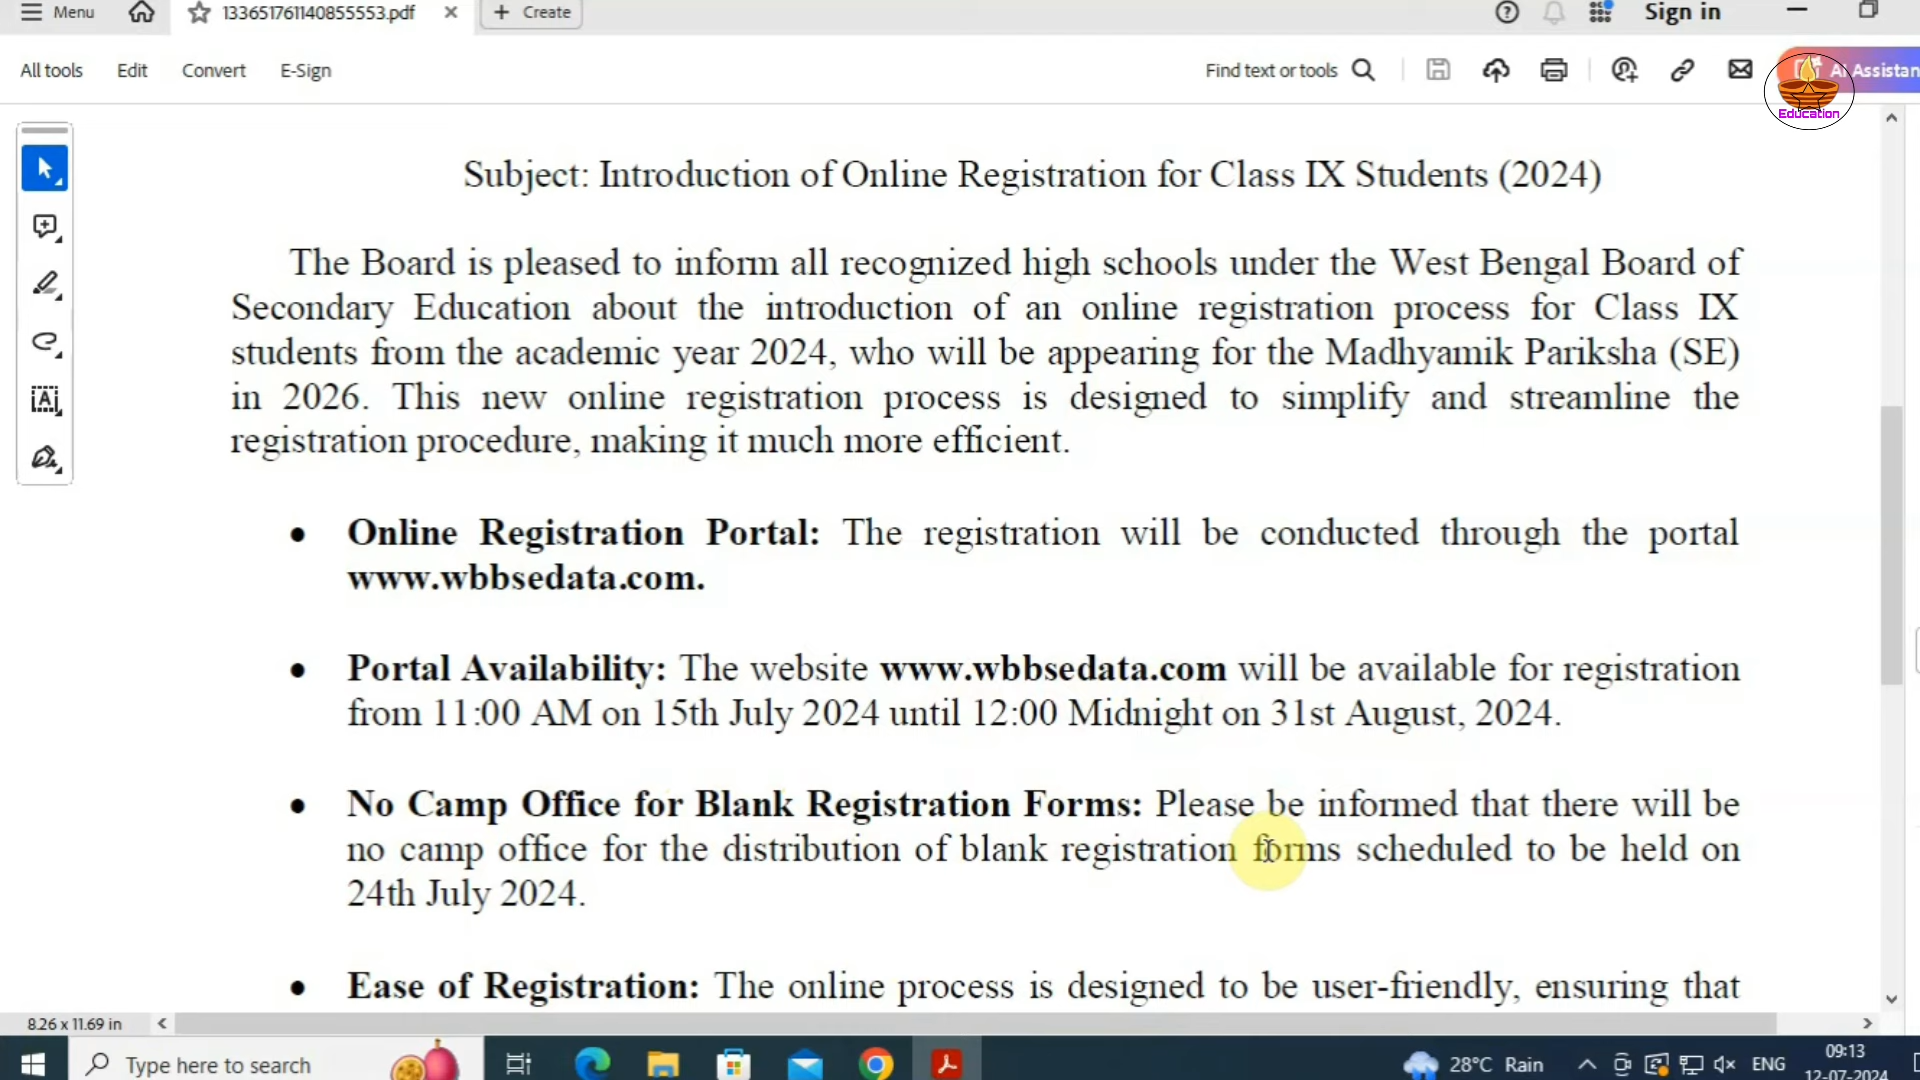 Menu
133651761140855553.pdf
Create
Sign in
All tools
Edit
Convert
E-Sign
Find text or tools
AI Assistan
Education
Subject: Introduction of Online Registration for Class IX Students (2024)
The Board is pleased to inform all recognized high schools under the West Bengal Board of
Secondary Education about the introduction of an online registration process for Class IX
students from the academic year 2024, who will be appearing for the Madhyamik Pariksha (SE)
in 2026. This new online registration process is designed to simplify and streamline the
registration procedure, making it much more efficient.
• Online Registration Portal: The registration will be conducted through the portal
www.wbbsedata.com.
• Portal Availability: The website www.wbbsedata.com will be available for registration
from 11:00 AM on 15th July 2024 until 12:00 Midnight on 31st August, 2024.
• No Camp Office for Blank Registration Forms: Please be informed that there will be
no camp office for the distribution of blank registration forms scheduled to be held on
24th July 2024.
• Ease of Registration: The online process is designed to be user-friendly, ensuring that
8.26 x 11.69 in
Type here to search
28°C Rain
ENG
09:13
12-07-2024